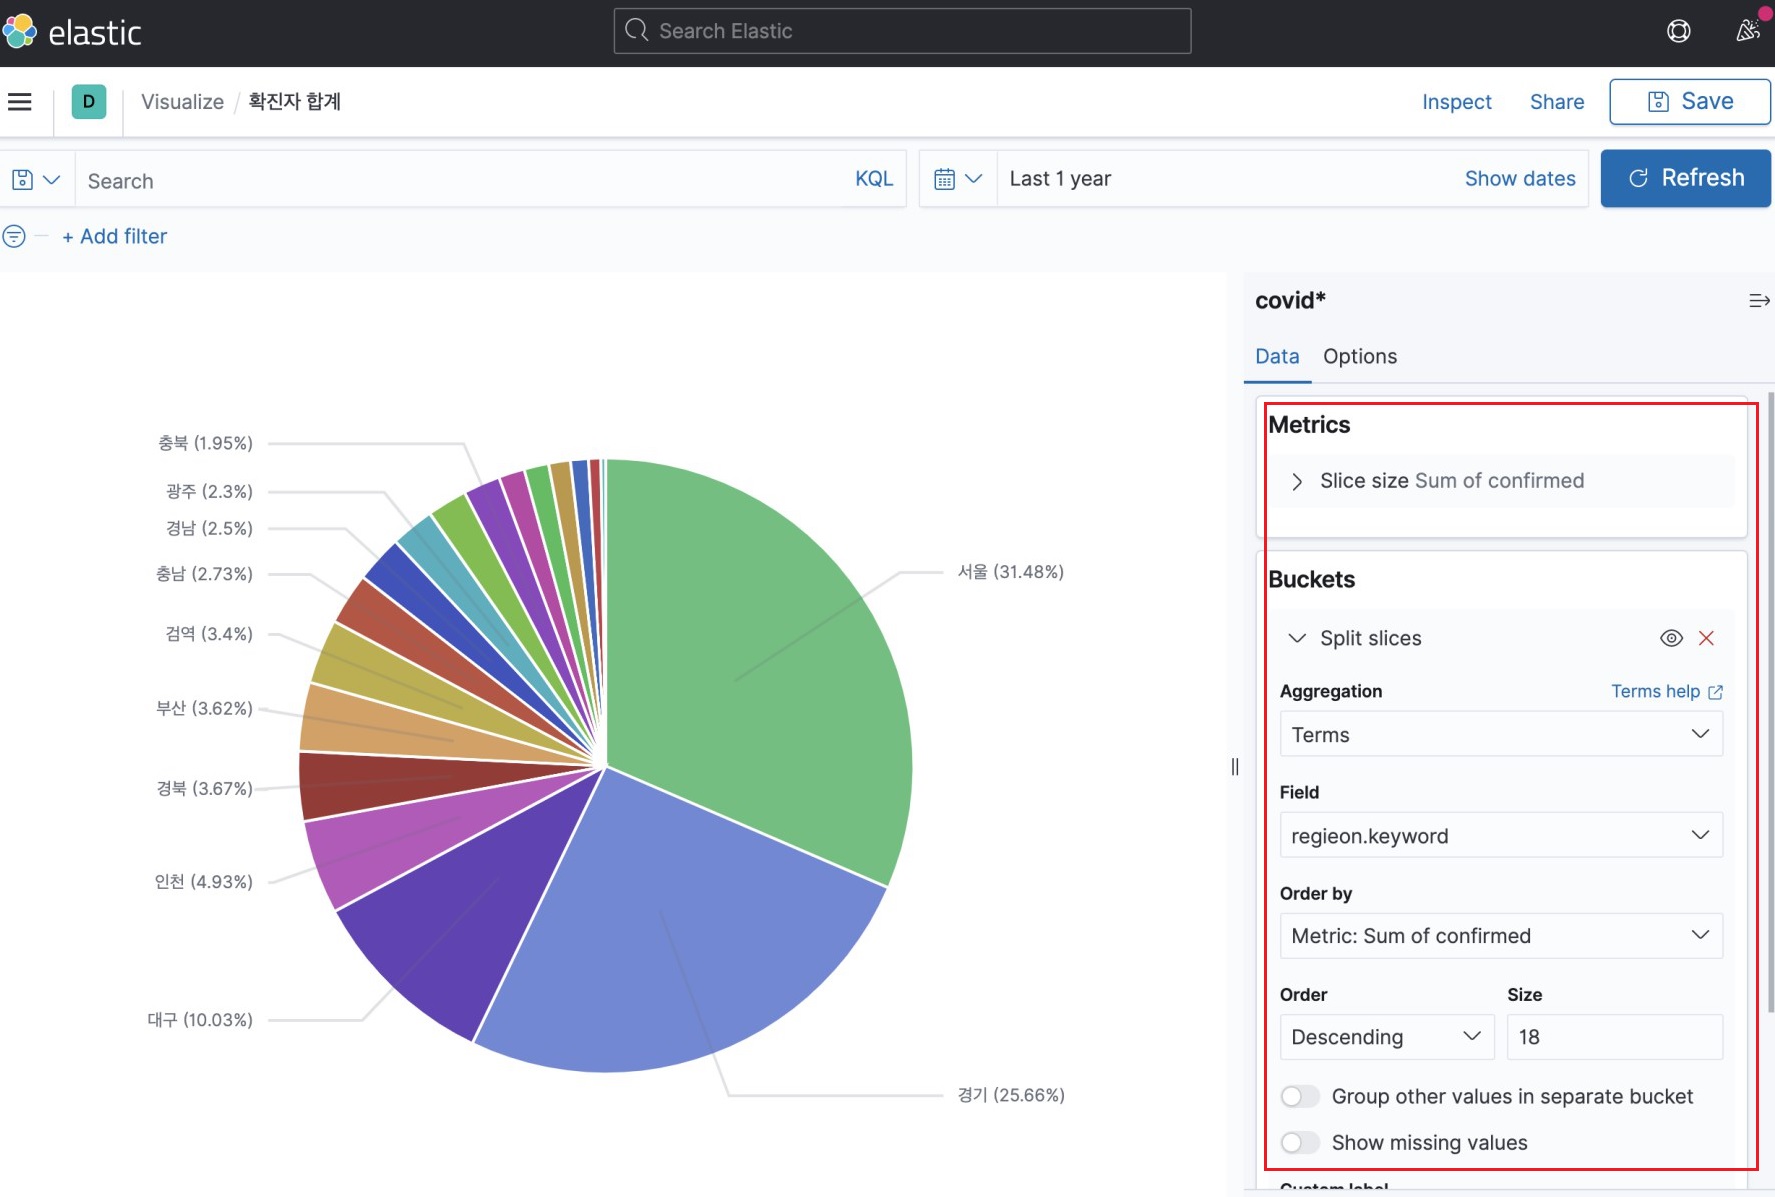 elastic
Search Elastic
D
Visualize / 확진자 합계
Inspect
Share
Save
Search
KQL
Last 1 year
Show dates
Refresh
+ Add filter
충북 (1.95%)
광주 (2.3%)
경남 (2.5%)
충남 (2.73%)
검역 (3.4%)
부산 (3.62%)
경북 (3.67%)
인천 (4.93%)
대구 (10.03%)
서울 (31.48%)
경기 (25.66%)
covid*
Data
Options
Metrics
Slice size Sum of confirmed
Buckets
Split slices
Aggregation
Terms help
Terms
Field
regieon.keyword
Order by
Metric: Sum of confirmed
Order
Size
Descending
18
Group other values in separate bucket
Show missing values
Custom label